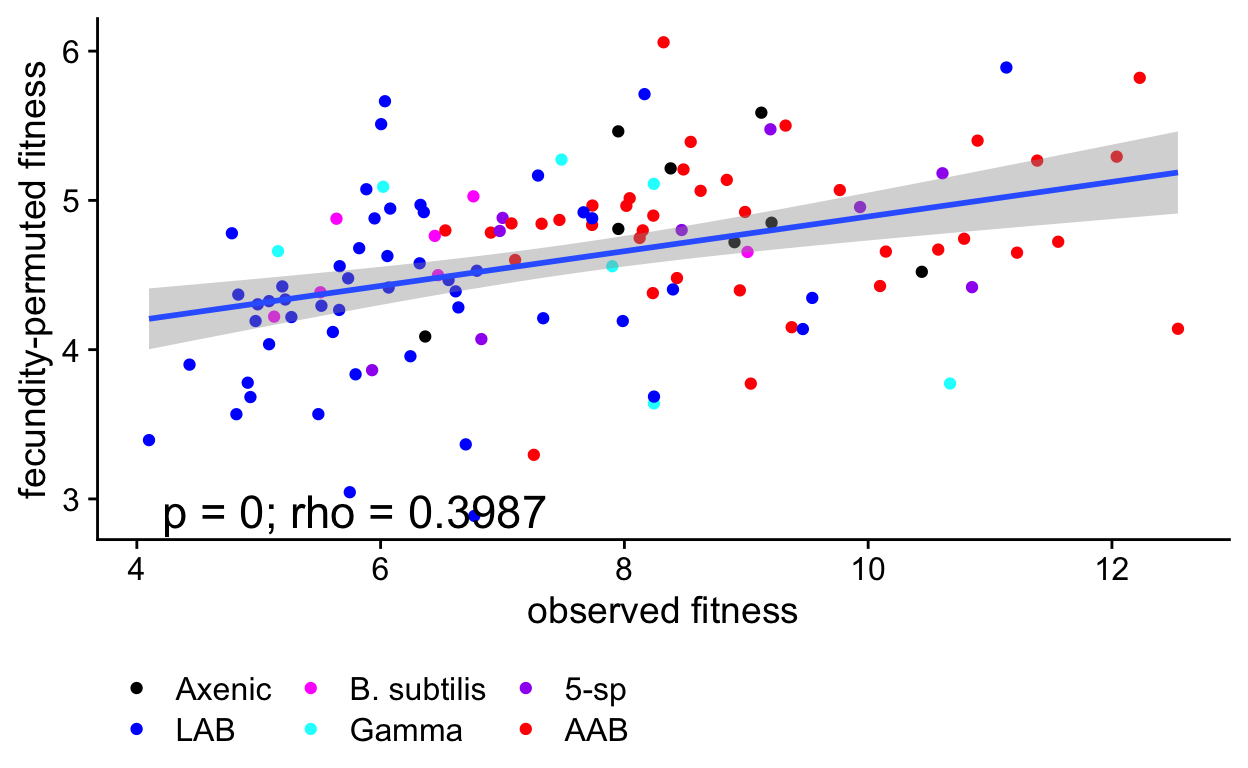 fecundity-permuted fitness
6
5
4
3
p = 0; rho = 0.3987
4 6 8 10 12
observed fitness
Axenic B. subtilis 5-sp
LAB Gamma AAB